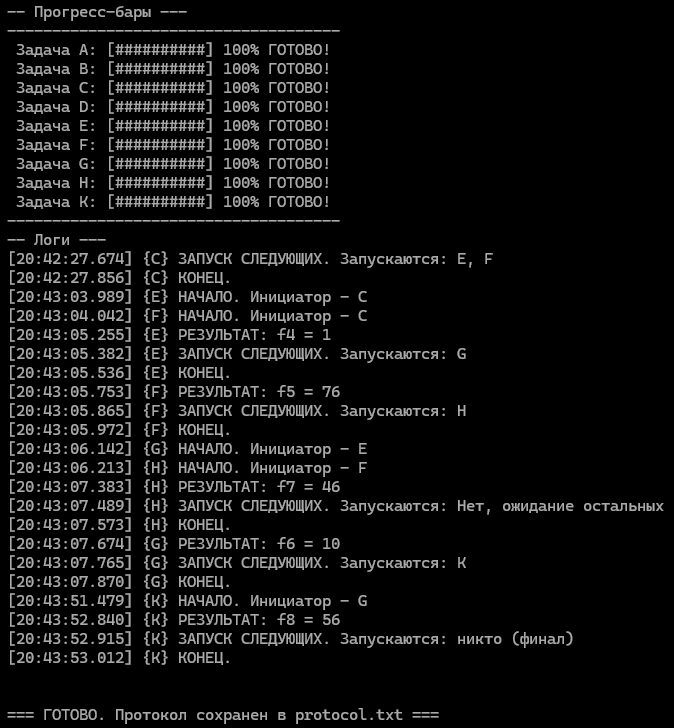 -- Прогресс-бары ---
-------------------------------------
Задача A: [##########] 100% ГОТОВО!
Задача B: [##########] 100% ГОТОВО!
Задача C: [##########] 100% ГОТОВО!
Задача D: [##########] 100% ГОТОВО!
Задача E: [##########] 100% ГОТОВО!
Задача F: [##########] 100% ГОТОВО!
Задача G: [##########] 100% ГОТОВО!
Задача H: [##########] 100% ГОТОВО!
Задача K: [##########] 100% ГОТОВО!
-------------------------------------
-- Логи ---
[20:42:27.674] {C} ЗАПУСК СЛЕДУЮЩИХ. Запускаются: E, F
[20:42:27.856] {C} КОНЕЦ.
[20:43:03.989] {E} НАЧАЛО. Инициатор - C
[20:43:04.042] {F} НАЧАЛО. Инициатор - C
[20:43:05.255] {E} РЕЗУЛЬТАТ: f4 = 1
[20:43:05.382] {E} ЗАПУСК СЛЕДУЮЩИХ. Запускаются: G
[20:43:05.536] {E} КОНЕЦ.
[20:43:05.753] {F} РЕЗУЛЬТАТ: f5 = 76
[20:43:05.865] {F} ЗАПУСК СЛЕДУЮЩИХ. Запускаются: H
[20:43:05.972] {F} КОНЕЦ.
[20:43:06.142] {G} НАЧАЛО. Инициатор - E
[20:43:06.213] {H} НАЧАЛО. Инициатор - F
[20:43:07.383] {H} РЕЗУЛЬТАТ: f7 = 46
[20:43:07.489] {H} ЗАПУСК СЛЕДУЮЩИХ. Запускаются: Нет, ожидание остальных
[20:43:07.573] {H} КОНЕЦ.
[20:43:07.674] {G} РЕЗУЛЬТАТ: f6 = 10
[20:43:07.765] {G} ЗАПУСК СЛЕДУЮЩИХ. Запускаются: K
[20:43:07.870] {G} КОНЕЦ.
[20:43:51.479] {K} НАЧАЛО. Инициатор - G
[20:43:52.840] {K} РЕЗУЛЬТАТ: f8 = 56
[20:43:52.915] {K} ЗАПУСК СЛЕДУЮЩИХ. Запускаются: никто (финал)
[20:43:53.012] {K} КОНЕЦ.
=== ГОТОВО. Протокол сохранен в protocol.txt ===